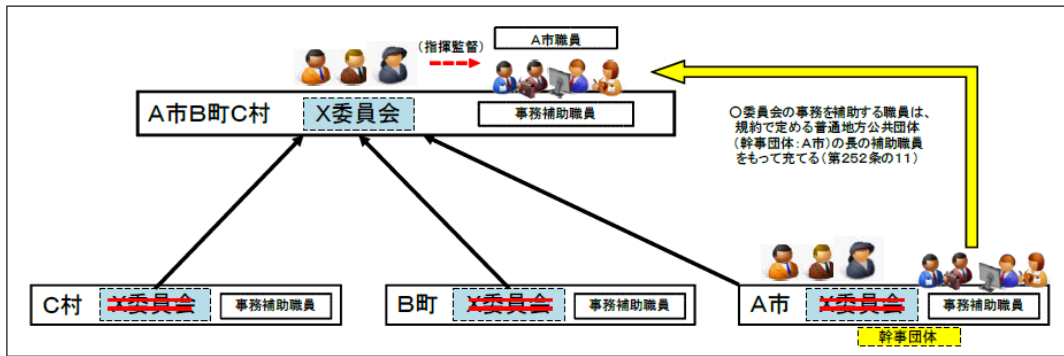 (指揮監督)
A市職員
A市B町C村
X委員会
事務補助職員
○委員会の事務を補助する職員は、
規約で定める普通地方公共団体
(幹事団体:A市)の長の補助職員
をもって充てる(第252条の11)
C村
X委員会
事務補助職員
B町
X委員会
事務補助職員
A市
X委員会
事務補助職員
幹事団体